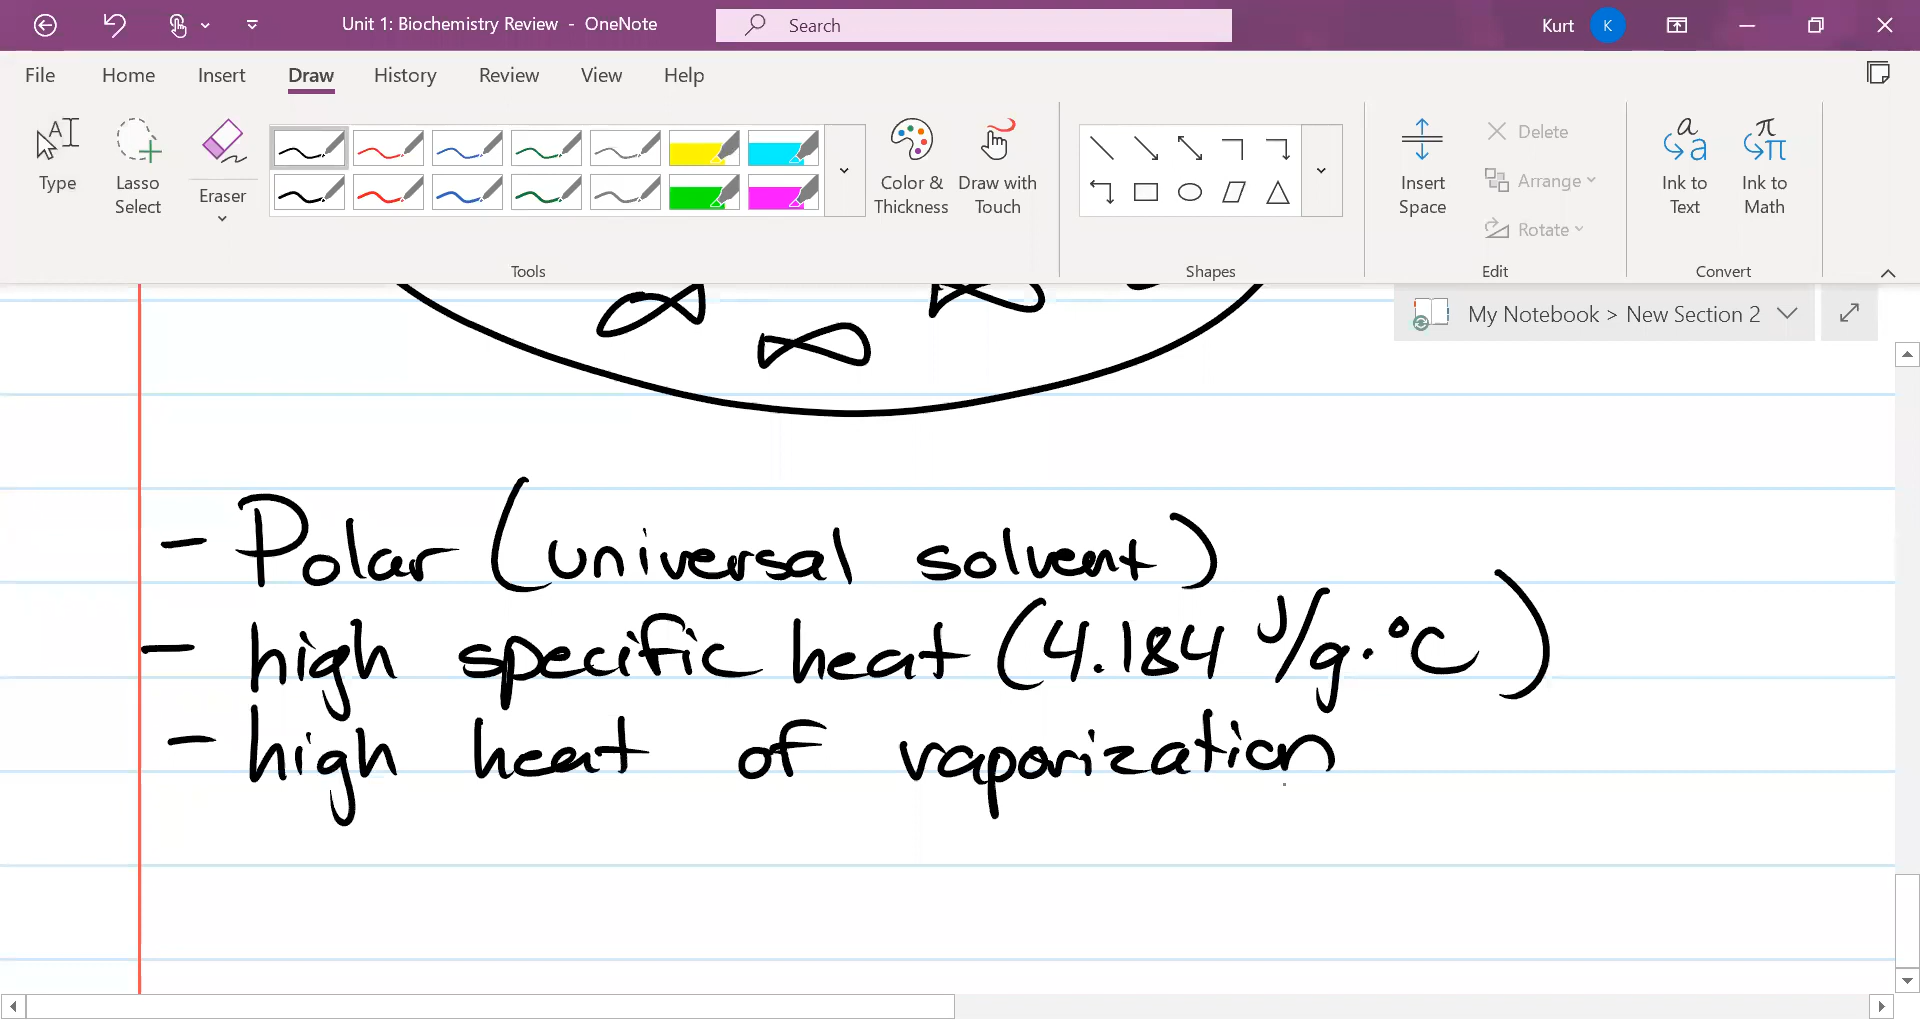 Unit 1: Biochemistry Review - OneNote
Search
Kurt
K
File Home Insert Draw History Review View Help
Type
Lasso Select
Eraser
Color & Thickness
Draw with Touch
Insert Space
Delete
Arrange
Rotate
Ink to Text
Ink to Math
Tools
Shapes
Edit
Convert
My Notebook > New Section 2
- Polar (universal solvent)
- high specific heat (4.184 J/g·°C)
- high heat of vaporization